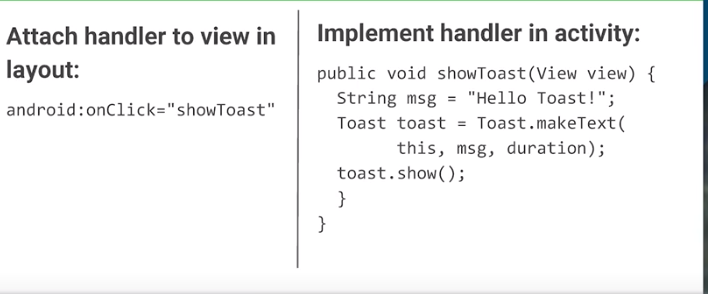 Attach handler to view in
layout:
android:onClick="showToast"
Implement handler in activity:
public void showToast(View view) {
String msg = "Hello Toast!";
Toast toast = Toast.makeText(
this, msg, duration);
toast.show();
}
}